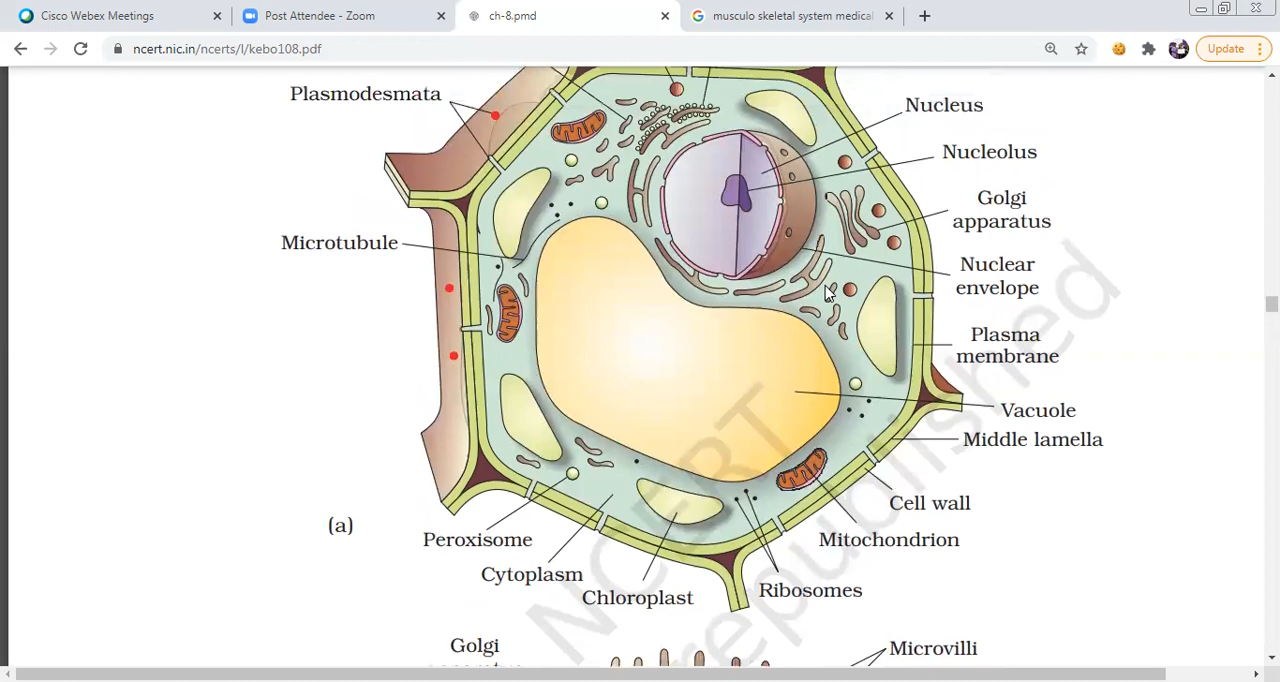 Cisco Webex Meetings
Post Attendee - Zoom
ch-8.pmd
musculo skeletal system medical
ncert.nic.in/ncerts/l/kebo108.pdf
Update
Plasmodesmata
Nucleus
Nucleolus
Golgi
apparatus
Microtubule
Nuclear
envelope
Plasma
membrane
Vacuole
Middle lamella
Cell wall
(a)
Peroxisome
Mitochondrion
Cytoplasm
Ribosomes
Chloroplast
NCERT
republished
Golgi
Microvilli